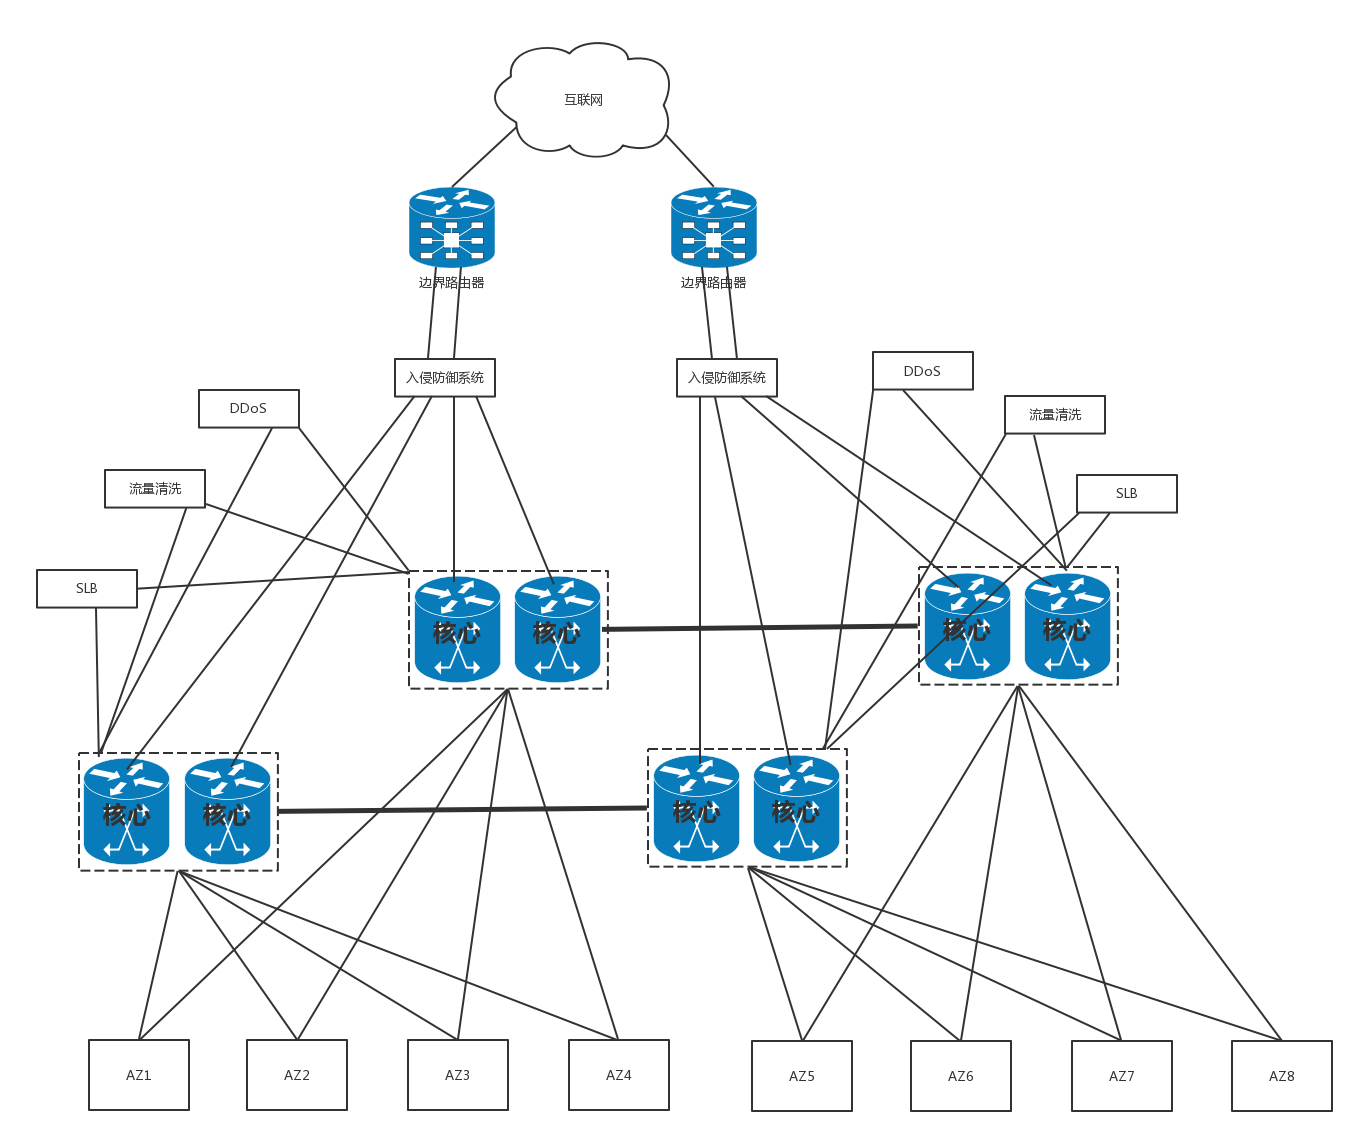 互联网
边界路由器
边界路由器
入侵防御系统
入侵防御系统
DDoS
DDoS
流量清洗
流量清洗
SLB
SLB
核心
核心
核心
核心
核心
核心
核心
核心
AZ1
AZ2
AZ3
AZ4
AZ5
AZ6
AZ7
AZ8